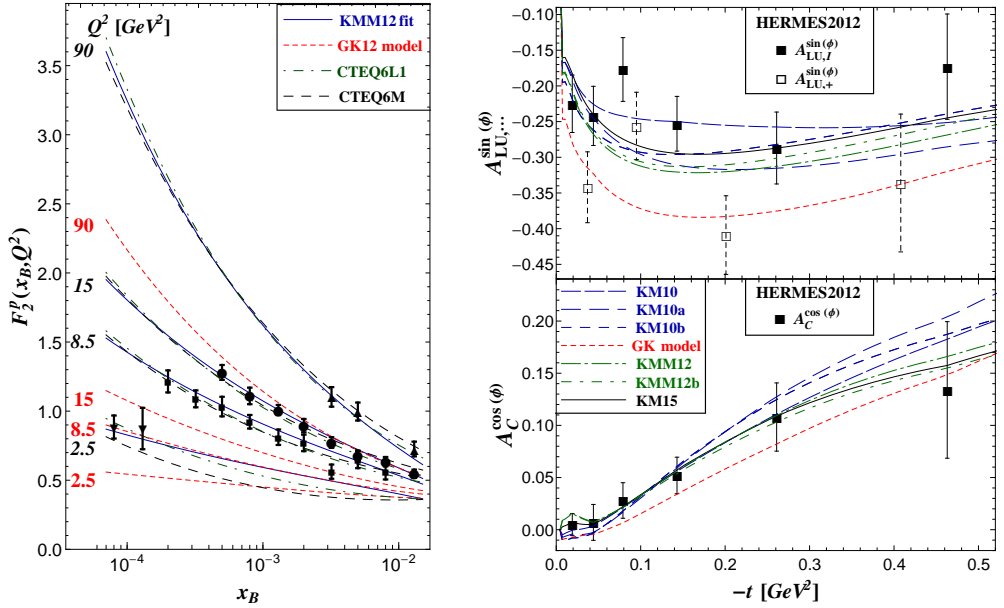 Q² [GeV²]
KMM12 fit
GK12 model
CTEQ6L1
CTEQ6M
90
90
15
8.5
15
8.5
2.5
2.5
3.5
3.0
2.5
2.0
1.5
1.0
0.5
0.0
F₂ᵖ(x_B,Q²)
10⁻⁴
10⁻³
10⁻²
x_B
HERMES2012
A_LU,I^sin(ϕ)
A_LU,+^sin(ϕ)
-0.10
-0.15
-0.20
-0.25
-0.30
-0.35
-0.40
-0.45
A_LU,...^sin(ϕ)
KM10
KM10a
KM10b
GK model
KMM12
KMM12b
KM15
HERMES2012
A_C^cos(ϕ)
0.20
0.15
0.10
0.05
0.00
A_C^cos(ϕ)
0.0
0.1
0.2
0.3
0.4
0.5
-t [GeV²]